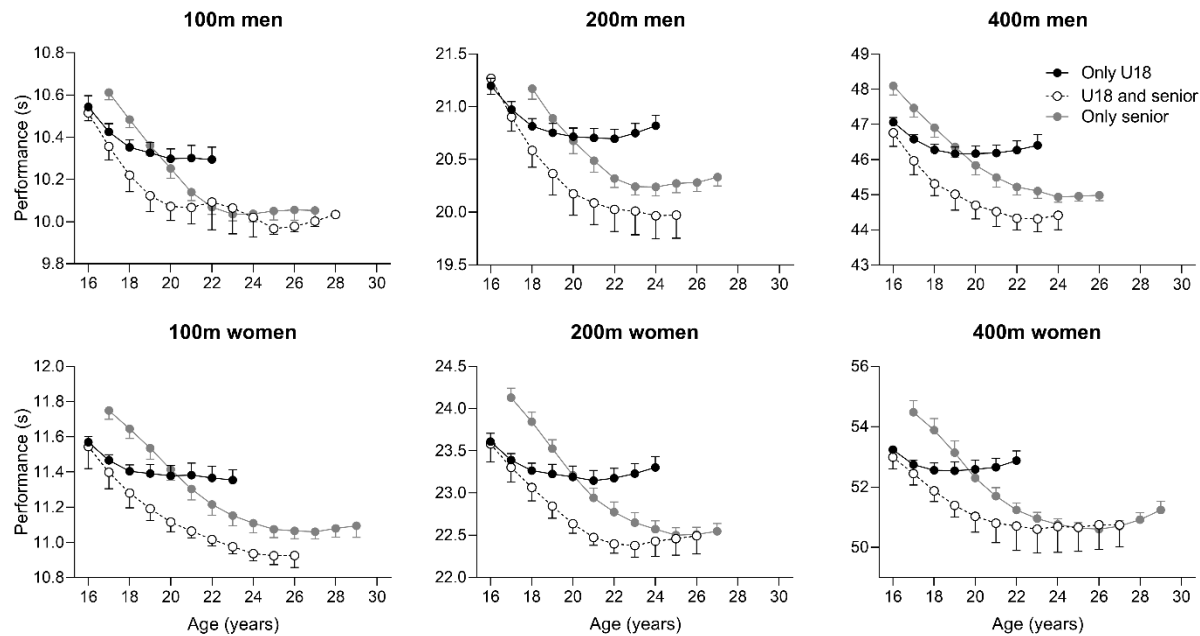 100m men
200m men
400m men
Performance (s)
10.8
10.6
10.4
10.2
10.0
9.8
16 18 20 22 24 26 28 30
21.5
21.0
20.5
20.0
19.5
16 18 20 22 24 26 28 30
49
48
47
46
45
44
43
16 18 20 22 24 26 28 30
Only U18
U18 and senior
Only senior
100m women
200m women
400m women
Performance (s)
12.0
11.8
11.6
11.4
11.2
11.0
10.8
16 18 20 22 24 26 28 30
Age (years)
24.5
24.0
23.5
23.0
22.5
22.0
16 18 20 22 24 26 28 30
Age (years)
56
54
52
50
16 18 20 22 24 26 28 30
Age (years)